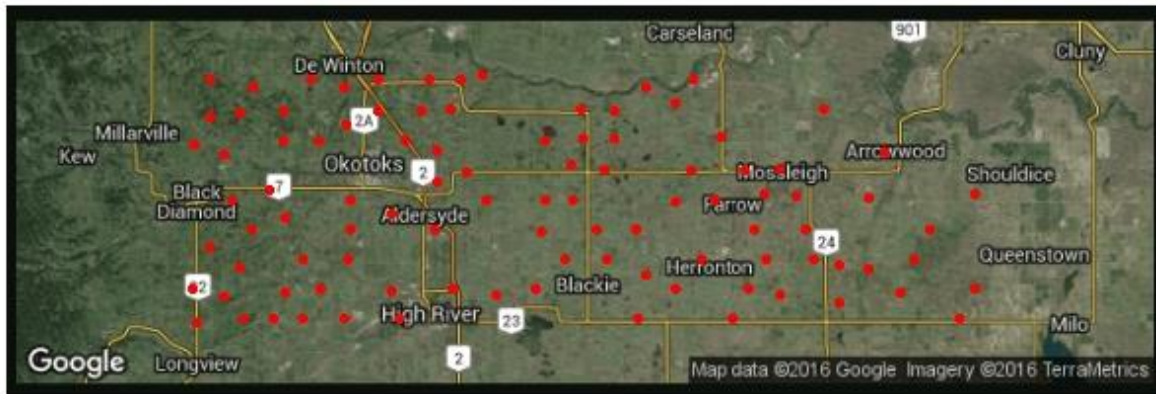 901
Carseland
Cluny
De Winton
2A
Millarville
Kew
Okotoks
2
Arrowwood
Mossleigh
Shouldice
7
Black
Diamond
Aldersyde
Farrow
24
Queenstown
Herronton
Blackie
High River
23
Milo
2
Longview
Google
Map data ©2016 Google Imagery ©2016 TerraMetrics